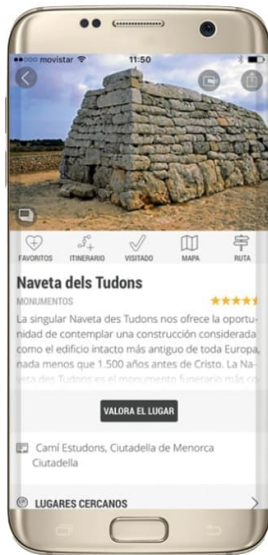 movistar 11:50
FAVORITOS ITINERARIO VISITADO MAPA RUTA
Naveta dels Tudons
MONUMENTOS
La singular Naveta des Tudons nos ofrece la oportu-
nidad de contemplar una construcción considerada
como el edificio intacto más antiguo de toda Europa,
nada menos que 1.500 años antes de Cristo. La Na-
veta des Tudons es el monumento funerario más co
VALORA EL LUGAR
Camí Estudons, Ciutadella de Menorca
Ciutadella
LUGARES CERCANOS